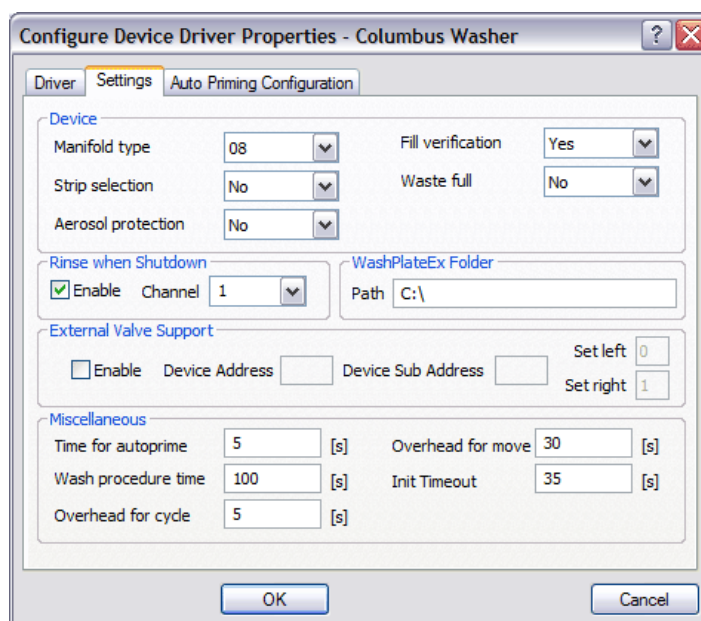 Configure Device Driver Properties - Columbus Washer
Driver Settings Auto Priming Configuration
Device
Manifold type 08 Fill verification Yes
Strip selection No Waste full No
Aerosol protection No
Rinse when Shutdown WashPlateEx Folder
Enable Channel 1 Path C:\
External Valve Support
Set left 0
Enable Device Address Device Sub Address
Set right 1
Miscellaneous
Time for autoprime 5 [s] Overhead for move 30 [s]
Wash procedure time 100 [s] Init Timeout 35 [s]
Overhead for cycle 5 [s]
OK Cancel